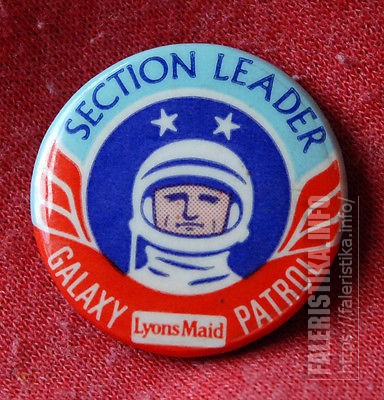 SECTION LEADER
GALAXY PATROL
Lyons Maid
FALERISTIKA.INFO
https://faleristika.info/